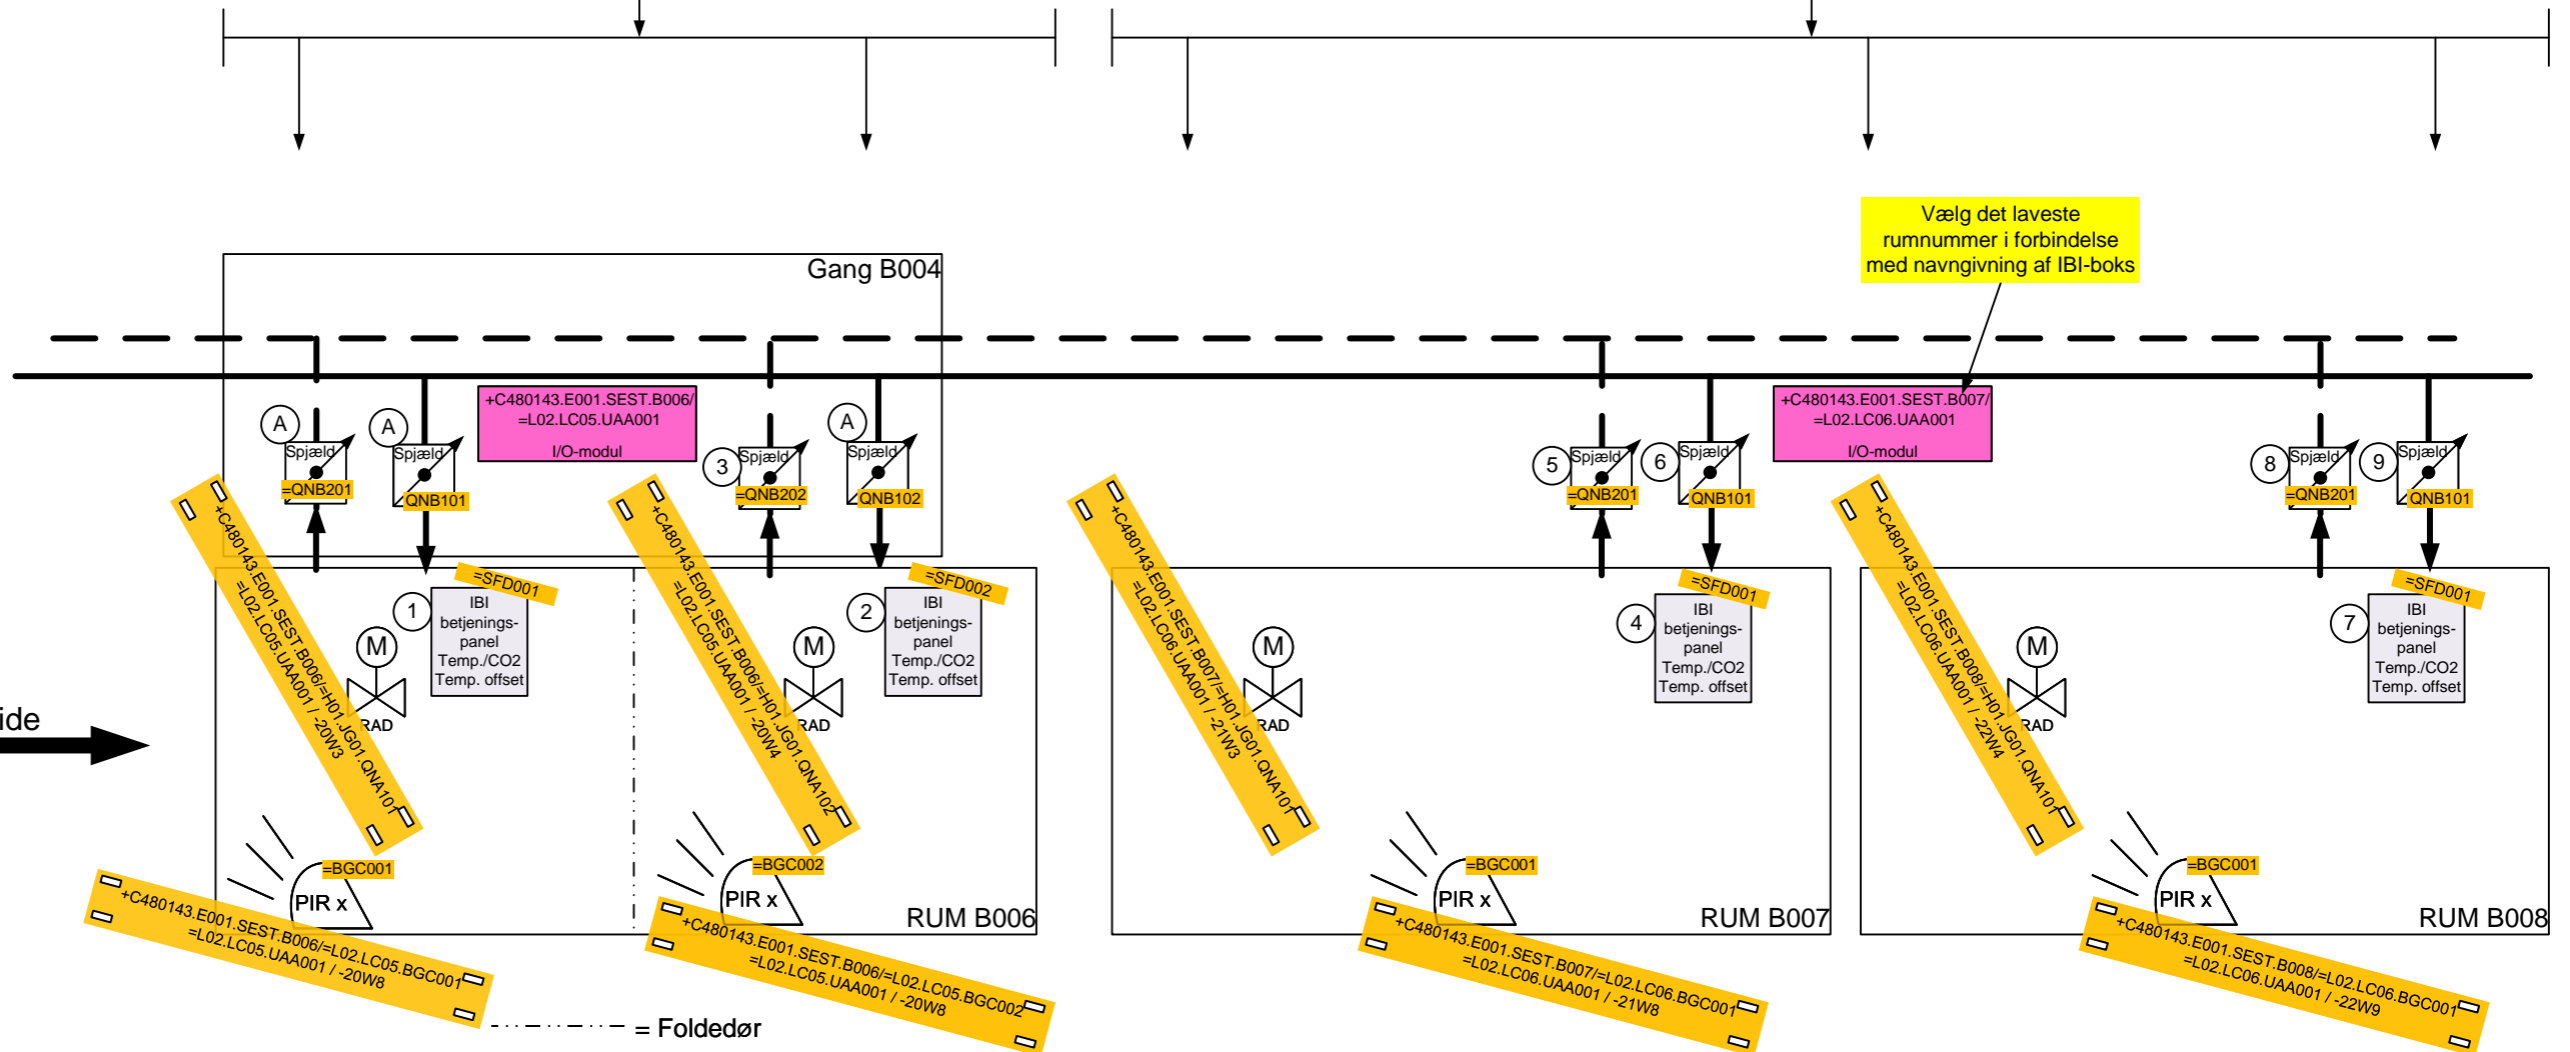 Vælg det laveste
rumnummer i forbindelse
med navngivning af IBI-boks
Gang B004
+C480143.E001.SEST.B006/
=L02.LC05.UAA001
I/O-modul
+C480143.E001.SEST.B007/
=L02.LC06.UAA001
I/O-modul
A
Spjæld
=QNB201
A
Spjæld
QNB101
3
Spjæld
=QNB202
A
Spjæld
QNB102
5
Spjæld
=QNB201
6
Spjæld
QNB101
8
Spjæld
=QNB201
9
Spjæld
QNB101
+C480143.E001.SEST.B006/=H01.JG01.QNA101
=L02.LC05.UAA001 / -20W3
+C480143.E001.SEST.B006/=H01.JG01.QNA102
=L02.LC05.UAA001 / -20W4
+C480143.E001.SEST.B007/=H01.JG01.QNA101
=L02.LC06.UAA001 / -21W3
+C480143.E001.SEST.B008/=H01.JG01.QNA101
=L02.LC06.UAA001 / -22W4
=SFD001
1
IBI
betjenings-
panel
Temp./CO2
Temp. offset
=SFD002
2
IBI
betjenings-
panel
Temp./CO2
Temp. offset
=SFD001
4
IBI
betjenings-
panel
Temp./CO2
Temp. offset
=SFD001
7
IBI
betjenings-
panel
Temp./CO2
Temp. offset
M
RAD
M
RAD
M
RAD
M
RAD
ide
=BGC001
PIR x
=BGC002
PIR x
RUM B006
=BGC001
PIR x
RUM B007
=BGC001
PIR x
RUM B008
+C480143.E001.SEST.B006/=L02.LC05.BGC001
=L02.LC05.UAA001 / -20W8
+C480143.E001.SEST.B006/=L02.LC05.BGC002
=L02.LC05.UAA001 / -20W8
+C480143.E001.SEST.B007/=L02.LC06.BGC001
=L02.LC06.UAA001 / -21W8
+C480143.E001.SEST.B008/=L02.LC06.BGC001
=L02.LC06.UAA001 / -22W9
= Foldedør